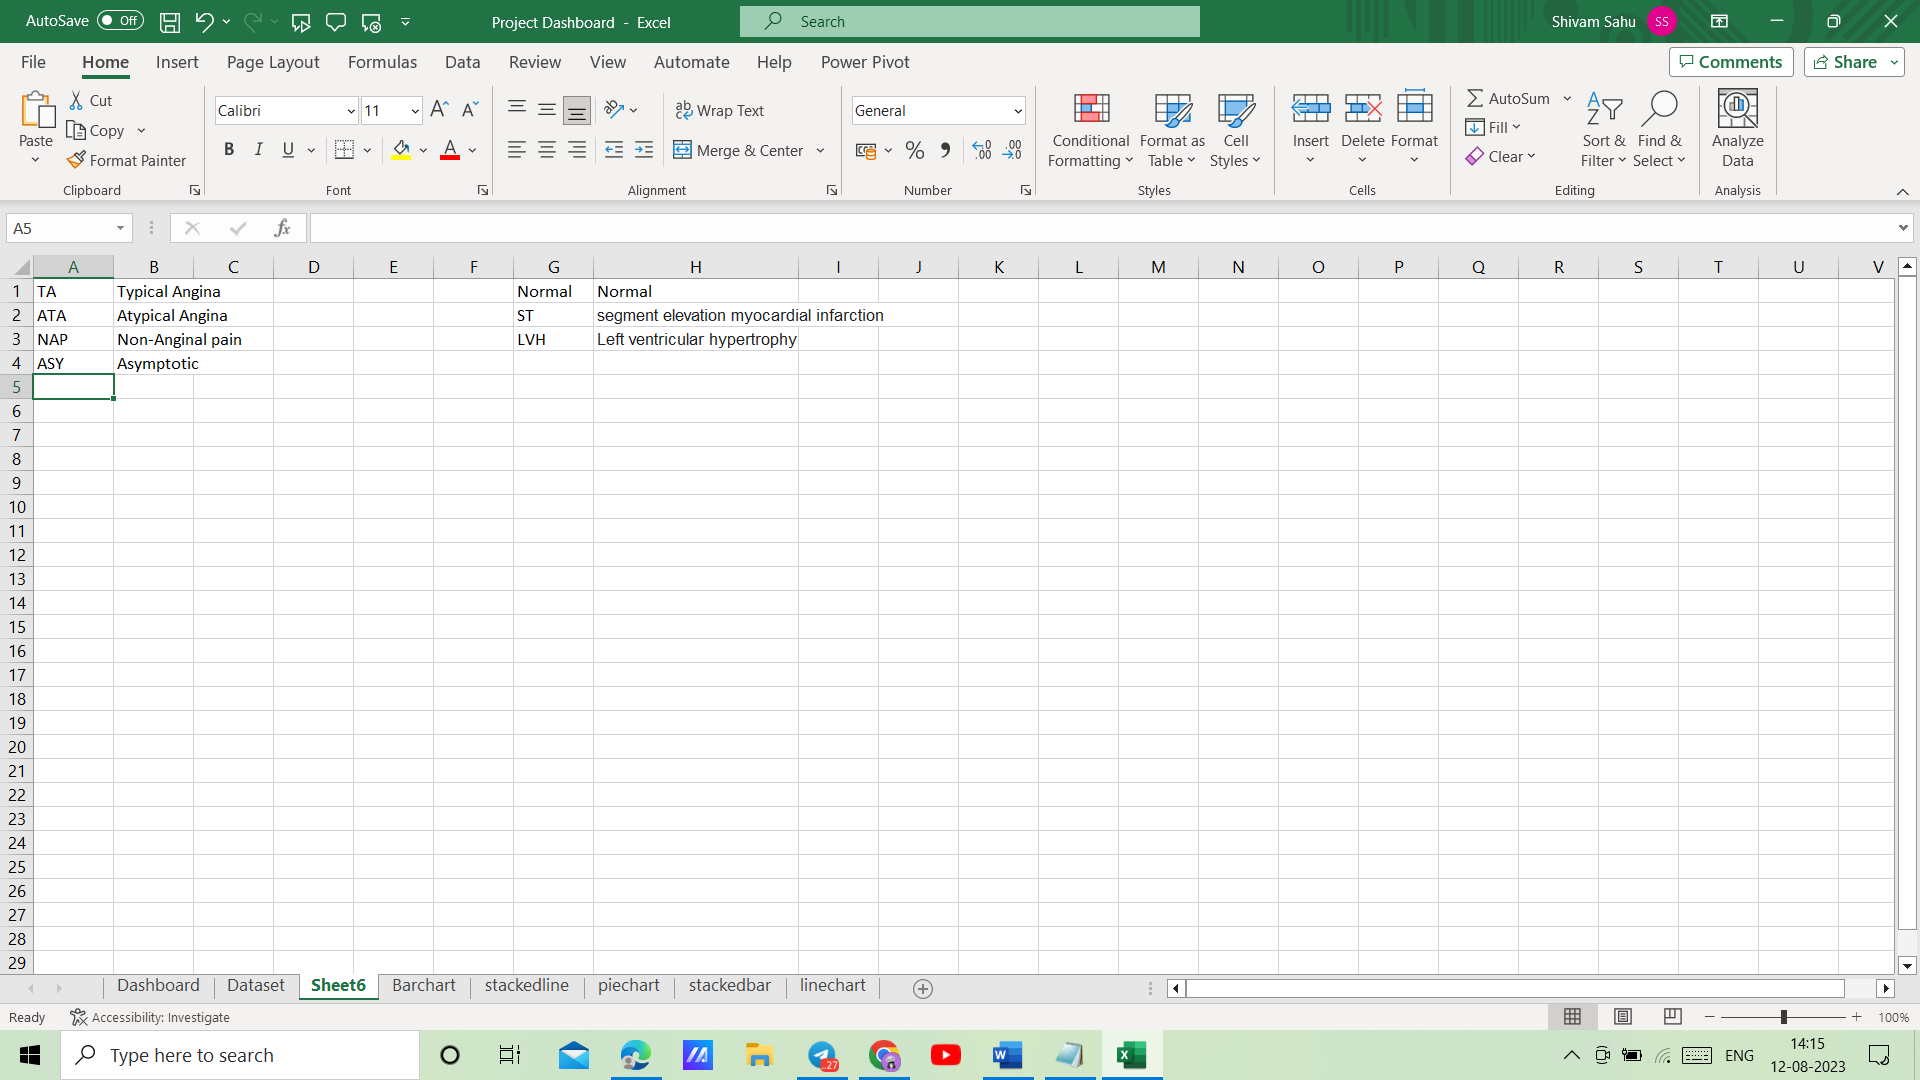 AutoSave Off Project Dashboard - Excel Search Shivam Sahu SS
File Home Insert Page Layout Formulas Data Review View Automate Help Power Pivot Comments Share
Cut
Copy
Format Painter
Paste
Clipboard
Calibri 11
B I U A
Font
Wrap Text
Merge & Center
Alignment
General
Number
Conditional Formatting
Format as Table
Cell Styles
Styles
Insert Delete Format
Cells
AutoSum
Fill
Clear
Sort & Filter
Find & Select
Editing
Analyze Data
Analysis
A5 fx
A B C D E F G H I J K L M N O P Q R S T U V
1 TA Typical Angina Normal Normal
2 ATA Atypical Angina ST segment elevation myocardial infarction
3 NAP Non-Anginal pain LVH Left ventricular hypertrophy
4 ASY Asymptotic
5
6
7
8
9
10
11
12
13
14
15
16
17
18
19
20
21
22
23
24
25
26
27
28
29
Dashboard Dataset Sheet6 Barchart stackedline piechart stackedbar linechart
Ready Accessibility: Investigate 100%
Type here to search ..27 ENG 14:15
12-08-2023